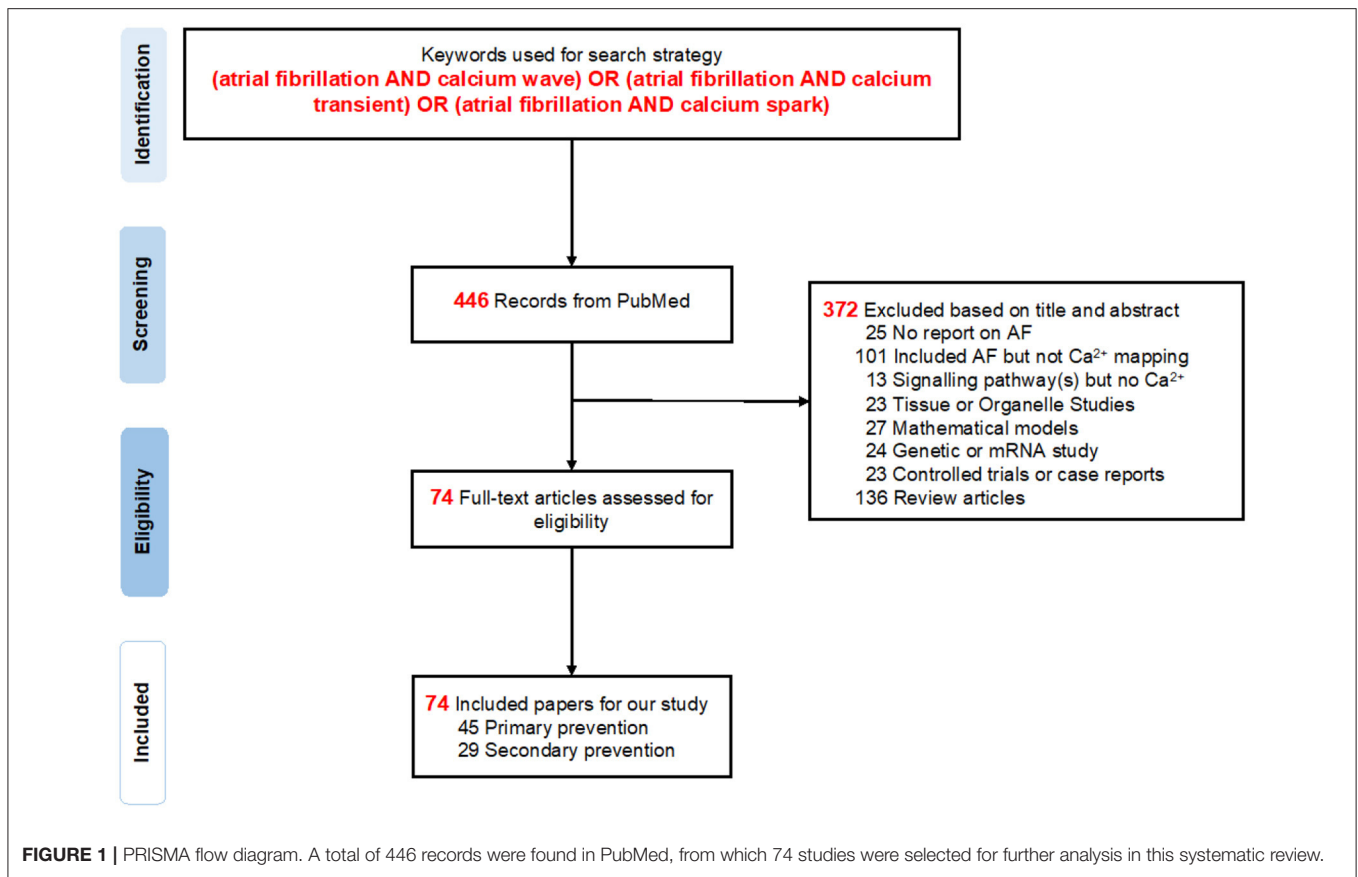 Identification
Keywords used for search strategy
(atrial fibrillation AND calcium wave) OR (atrial fibrillation AND calcium
transient) OR (atrial fibrillation AND calcium spark)
Screening
446 Records from PubMed
372 Excluded based on title and abstract
25 No report on AF
101 Included AF but not Ca²⁺ mapping
13 Signalling pathway(s) but no Ca²⁺
23 Tissue or Organelle Studies
27 Mathematical models
24 Genetic or mRNA study
23 Controlled trials or case reports
136 Review articles
Eligibility
74 Full-text articles assessed for
eligibility
Included
74 Included papers for our study
45 Primary prevention
29 Secondary prevention
FIGURE 1 | PRISMA flow diagram. A total of 446 records were found in PubMed, from which 74 studies were selected for further analysis in this systematic review.